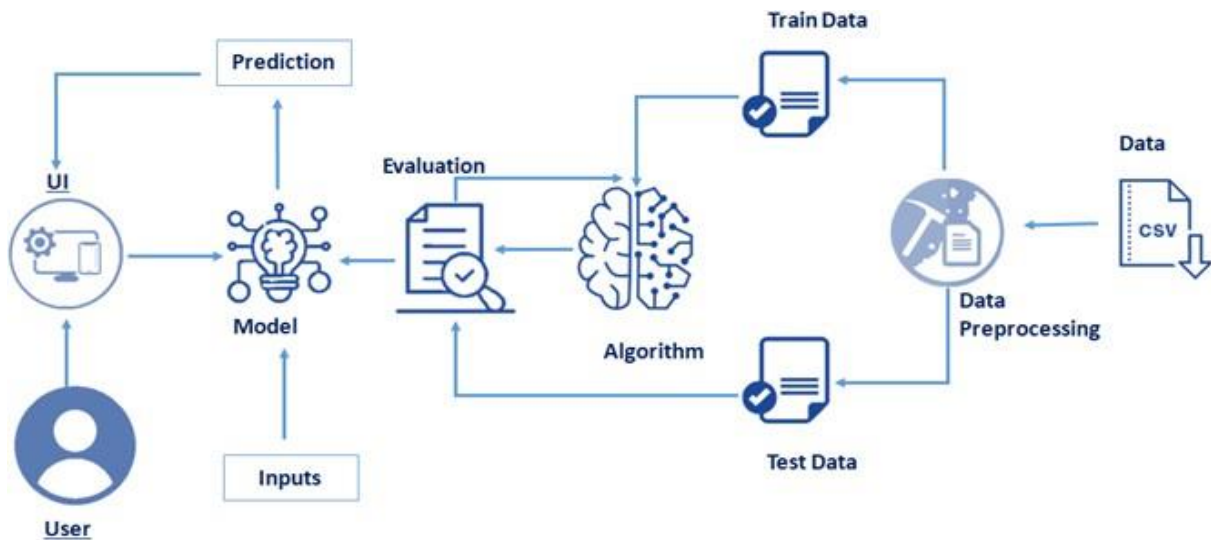 Train Data
Prediction
Data
Evaluation
UI
CSV
Model
Algorithm
Data
Preprocessing
Inputs
Test Data
User